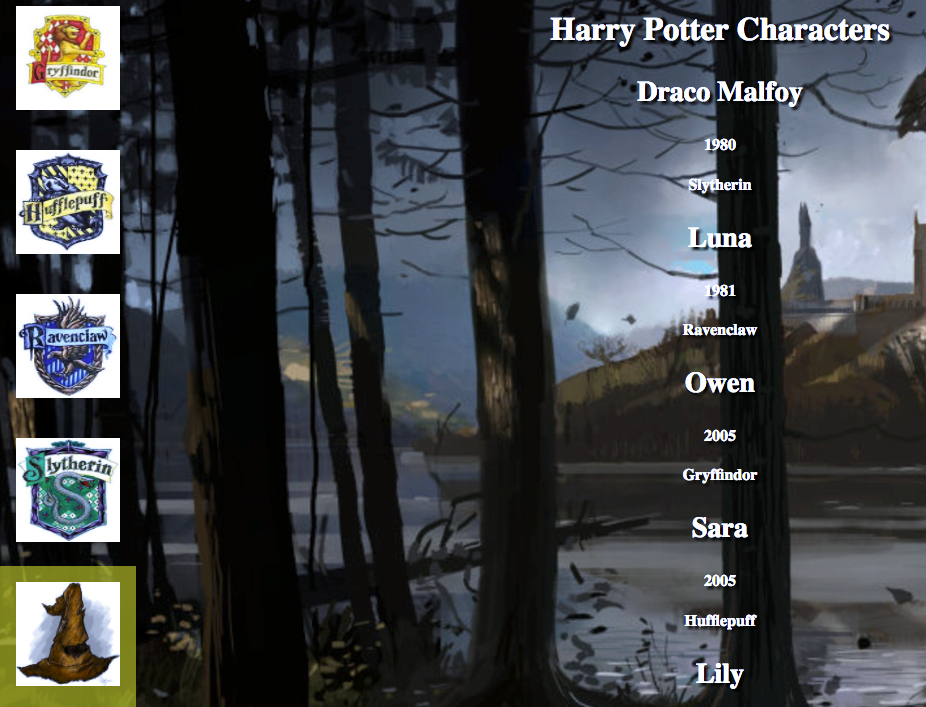 Gryffindor
Hufflepuff
Ravenclaw
Slytherin
Harry Potter Characters
Draco Malfoy
1980
Slytherin
Luna
1981
Ravenclaw
Owen
2005
Gryffindor
Sara
2005
Hufflepuff
Lily